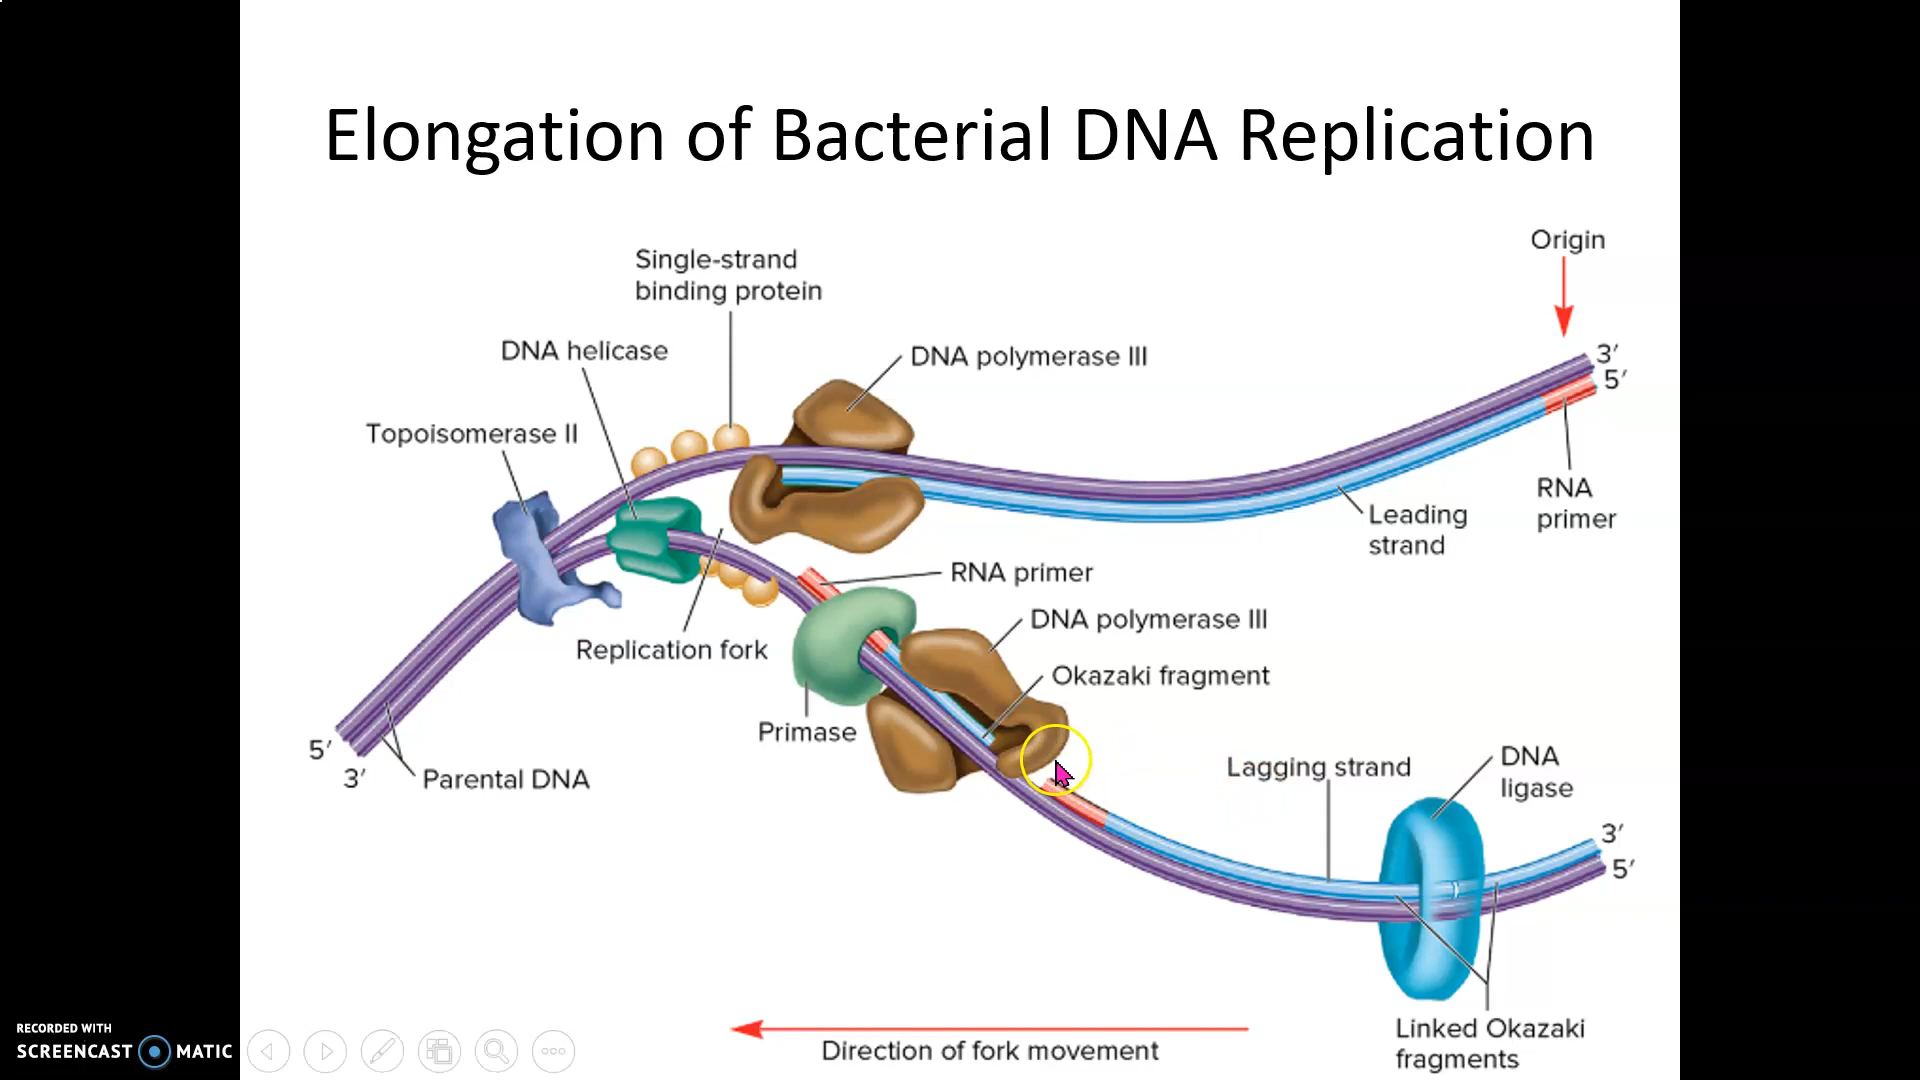 Elongation of Bacterial DNA Replication
Origin
Single-strand
binding protein
DNA helicase
DNA polymerase III
3′
5′
Topoisomerase II
RNA
primer
Leading
strand
RNA primer
DNA polymerase III
Replication fork
Okazaki fragment
Primase
5′
3′
Parental DNA
Lagging strand
DNA
ligase
3′
5′
Linked Okazaki
fragments
Direction of fork movement
RECORDED WITH
SCREENCAST MATIC